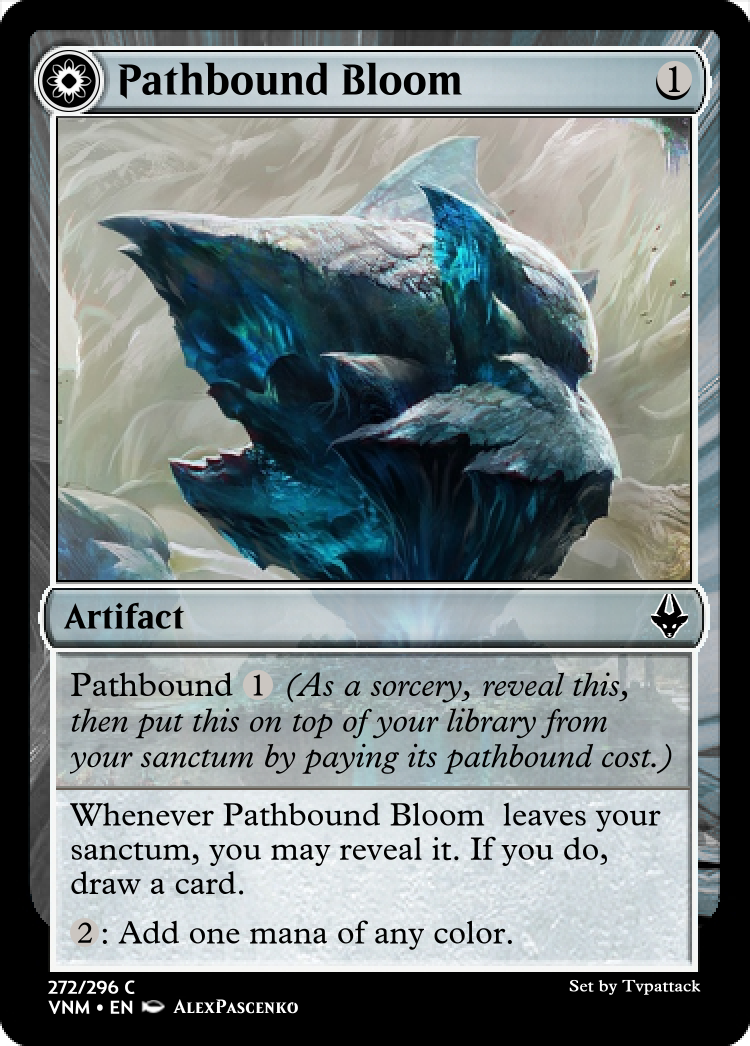 Pathbound Bloom 1
Artifact
Pathbound 1 (As a sorcery, reveal this,
then put this on top of your library from
your sanctum by paying its pathbound cost.)
Whenever Pathbound Bloom leaves your
sanctum, you may reveal it. If you do,
draw a card.
2: Add one mana of any color.
272/296 C
Set by Tvpattack
VNM • EN AlexPascenko